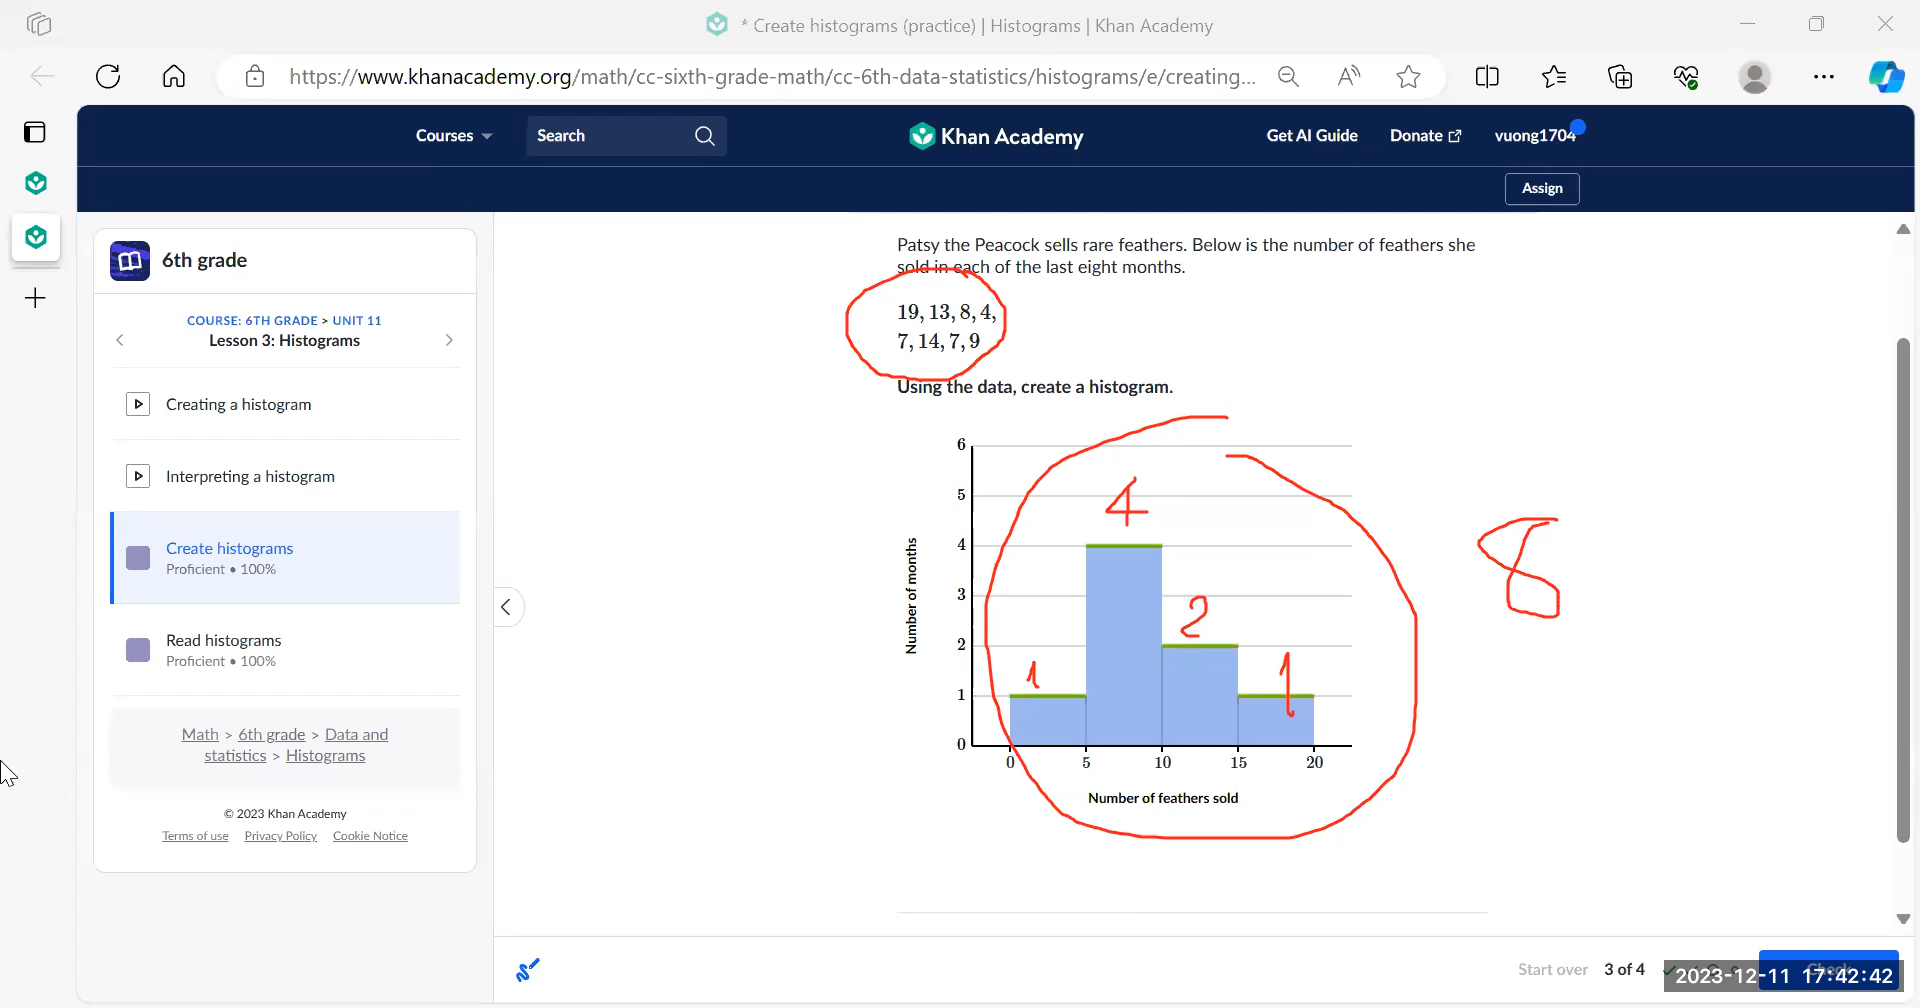 * Create histograms (practice) | Histograms | Khan Academy
https://www.khanacademy.org/math/cc-sixth-grade-math/cc-6th-data-statistics/histograms/e/creating...
Courses
Search
Khan Academy
Get AI Guide
Donate
vuong1704
Assign
6th grade
COURSE: 6TH GRADE > UNIT 11
Lesson 3: Histograms
Creating a histogram
Interpreting a histogram
Create histograms
Proficient • 100%
Read histograms
Proficient • 100%
Math > 6th grade > Data and
statistics > Histograms
© 2023 Khan Academy
Terms of use Privacy Policy Cookie Notice
Patsy the Peacock sells rare feathers. Below is the number of feathers she
sold in each of the last eight months.
19, 13, 8, 4,
7, 14, 7, 9
Using the data, create a histogram.
6
5
4
3
2
1
0
Number of months
4
2
1
1
8
0 5 10 15 20
Number of feathers sold
Start over 3 of 4
2023-12-11 17:42:42